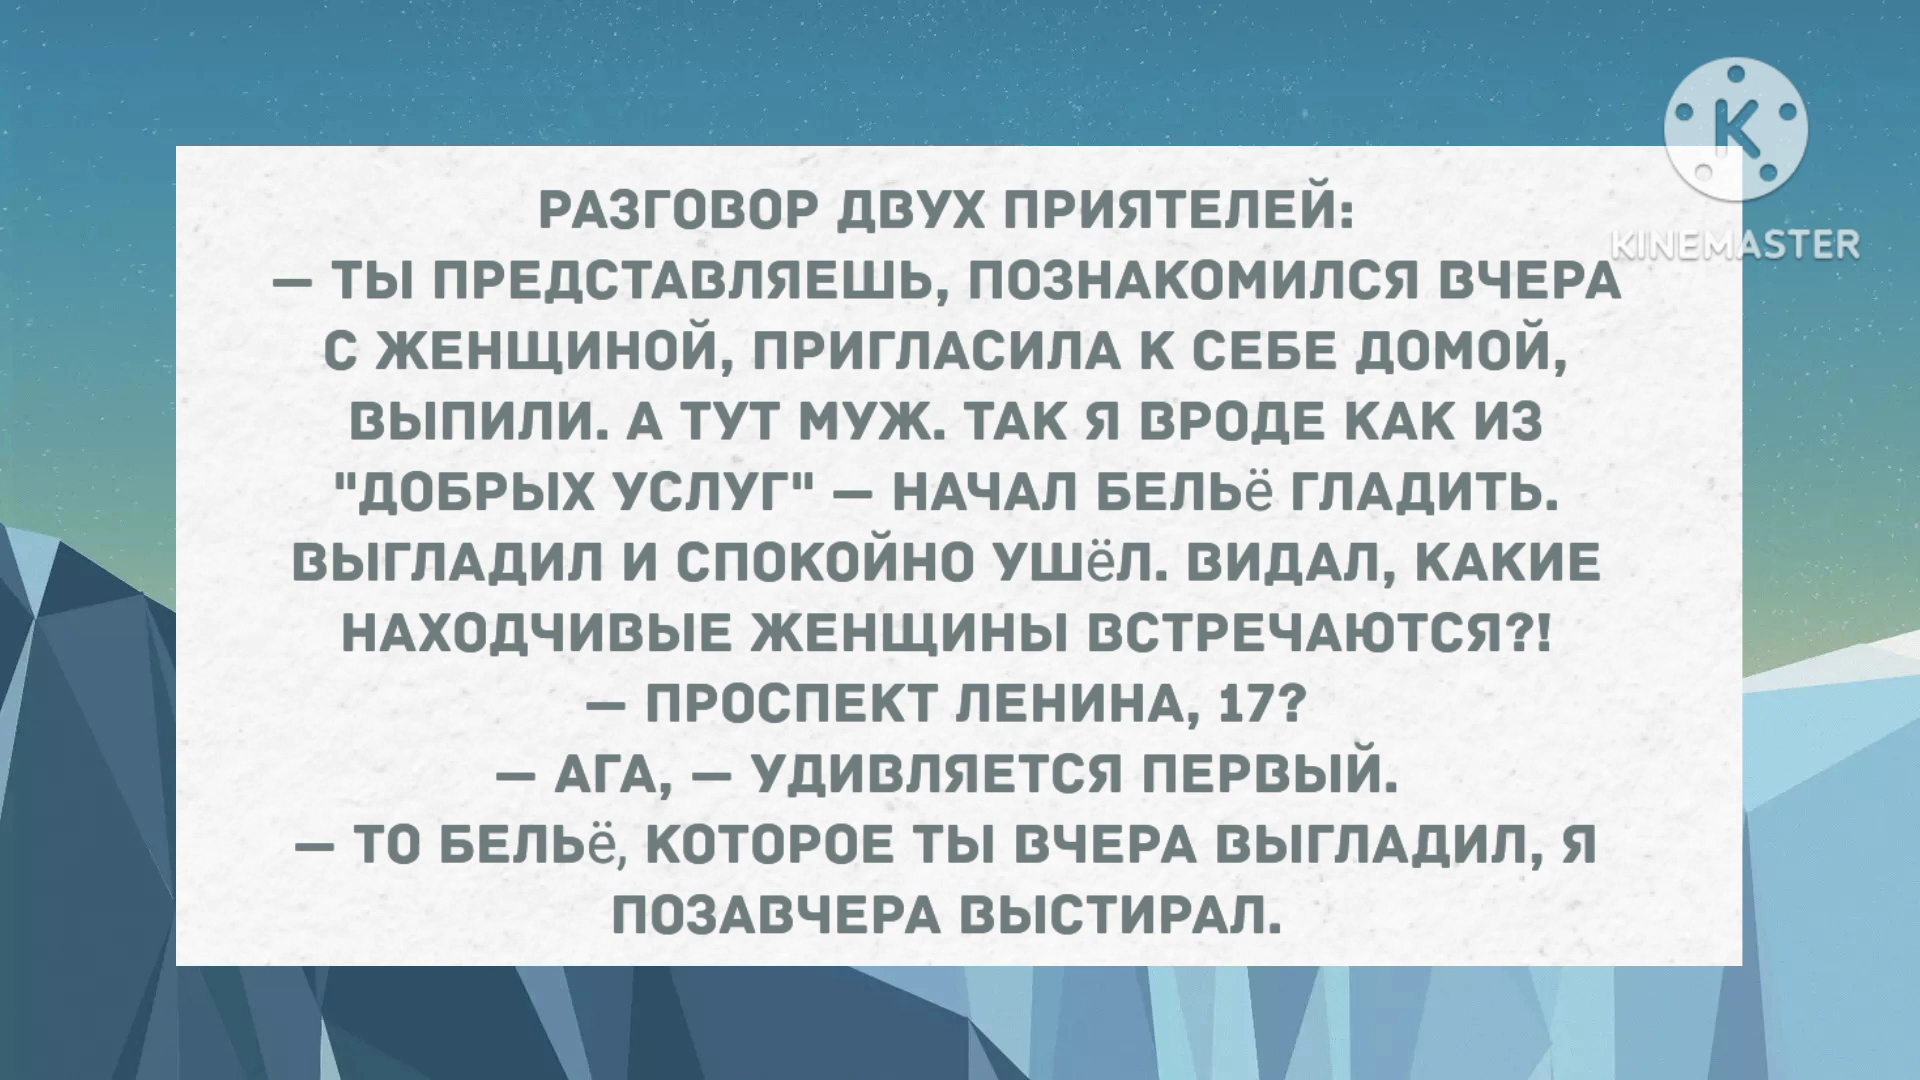 РАЗГОВОР ДВУХ ПРИЯТЕЛЕЙ:
— ТЫ ПРЕДСТАВЛЯЕШЬ, ПОЗНАКОМИЛСЯ ВЧЕРА
С ЖЕНЩИНОЙ, ПРИГЛАСИЛА К СЕБЕ ДОМОЙ,
ВЫПИЛИ. А ТУТ МУЖ. ТАК Я ВРОДЕ КАК ИЗ
"ДОБРЫХ УСЛУГ" — НАЧАЛ БЕЛЬё ГЛАДИТЬ.
ВЫГЛАДИЛ И СПОКОЙНО УШёЛ. ВИДАЛ, КАКИЕ
НАХОДЧИВЫЕ ЖЕНЩИНЫ ВСТРЕЧАЮТСЯ?!
— ПРОСПЕКТ ЛЕНИНА, 17?
— АГА, — УДИВЛЯЕТСЯ ПЕРВЫЙ.
— ТО БЕЛЬё, КОТОРОЕ ТЫ ВЧЕРА ВЫГЛАДИЛ, Я
ПОЗАВЧЕРА ВЫСТИРАЛ.
K
KINEMASTER